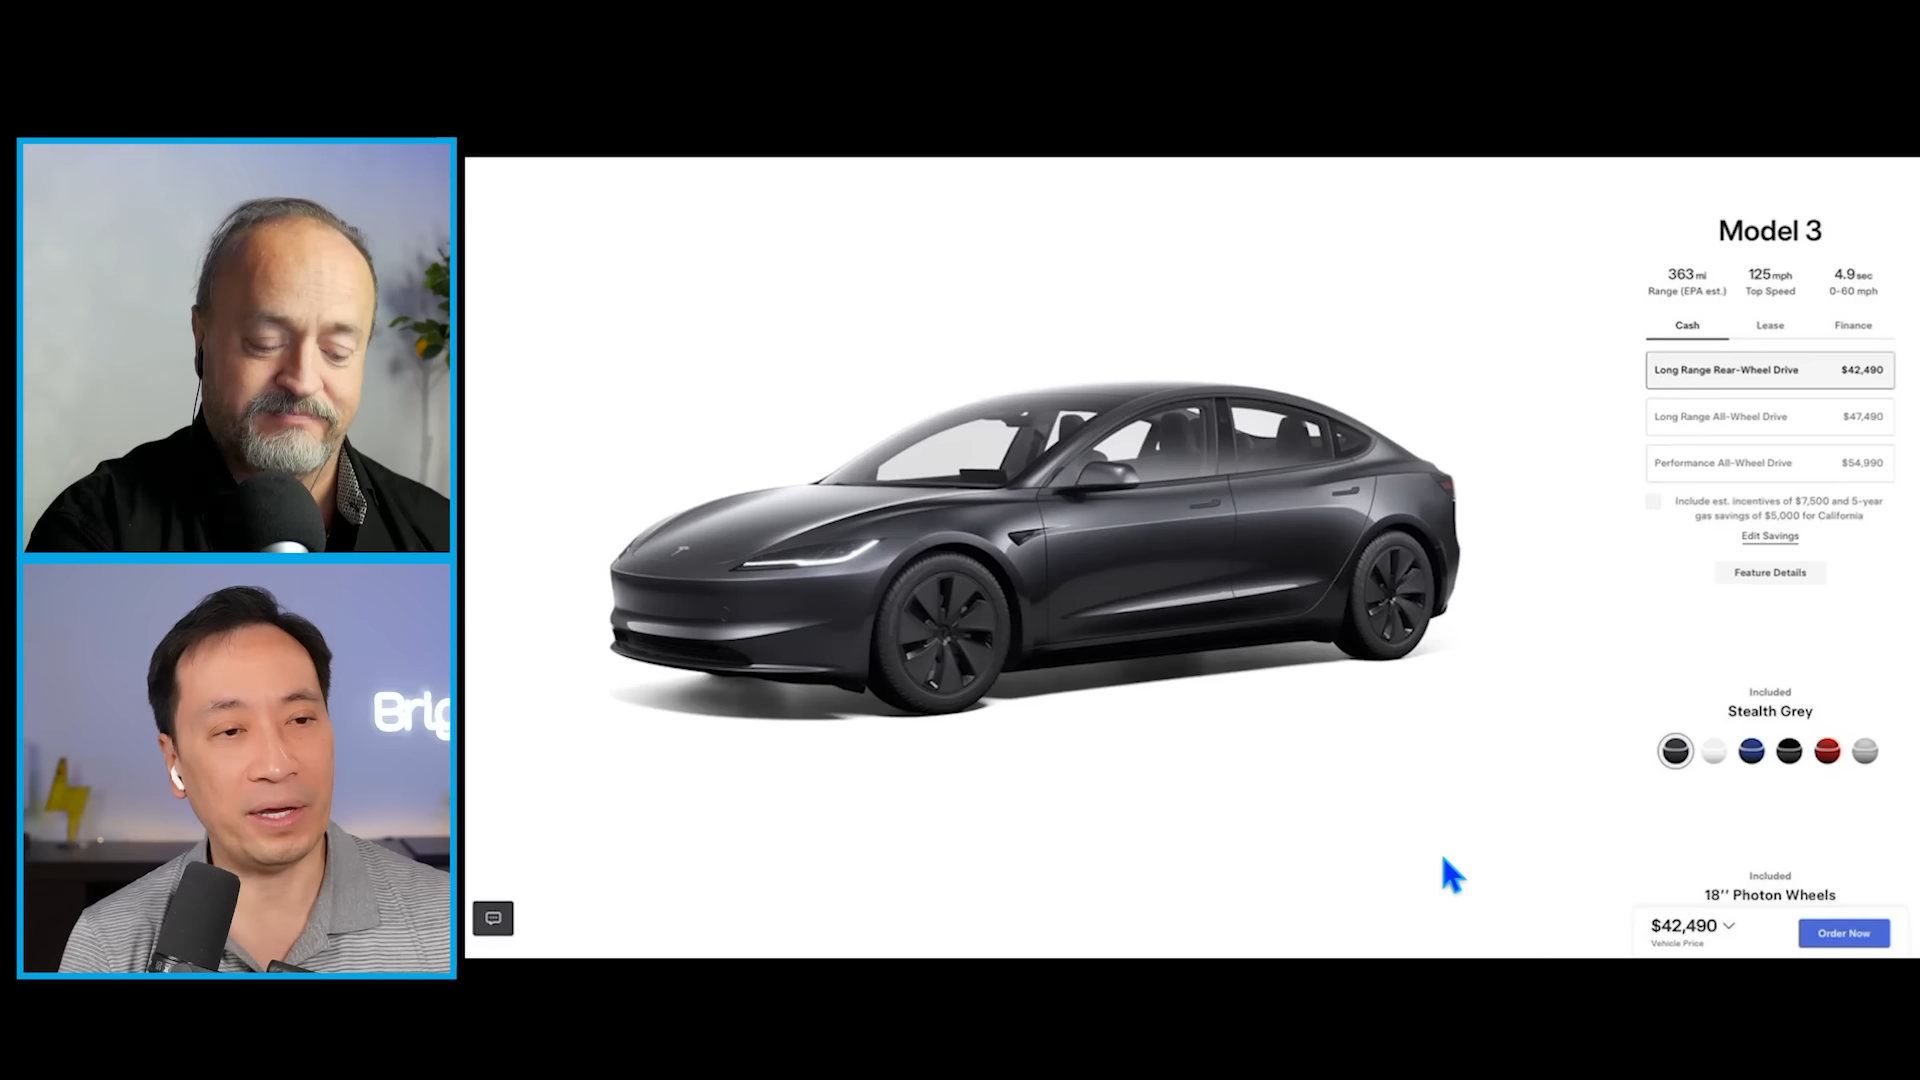 Brig
Model 3
363 mi
Range (EPA est.)
125 mph
Top Speed
4.9 sec
0-60 mph
Cash
Lease
Finance
Long Range Rear-Wheel Drive $42,490
Long Range All-Wheel Drive $47,490
Performance All-Wheel Drive $54,990
Include est. incentives of $7,500 and 5-year
gas savings of $5,000 for California
Edit Savings
Feature Details
Included
Stealth Grey
Included
18’’ Photon Wheels
$42,490
Vehicle Price
Order Now